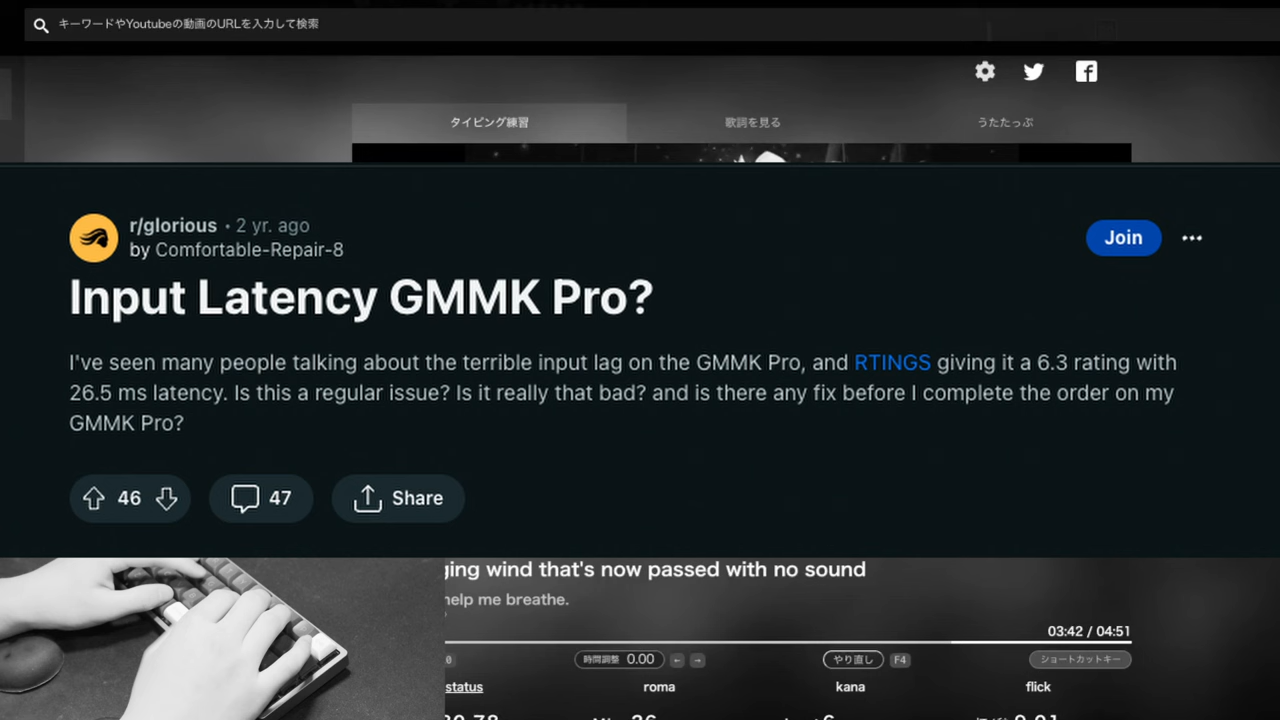 キーワードやYoutubeの動画のURLを入力して検索
タイピング練習
歌詞を見る
うたたっぷ
r/glorious • 2 yr. ago
by Comfortable-Repair-8
Join
Input Latency GMMK Pro?
I've seen many people talking about the terrible input lag on the GMMK Pro, and RTINGS giving it a 6.3 rating with
26.5 ms latency. Is this a regular issue? Is it really that bad? and is there any fix before I complete the order on my
GMMK Pro?
46
47
Share
ging wind that's now passed with no sound
help me breathe.
03:42 / 04:51
時間調整 0.00 ← →
やり直し F4
ショートカットキー
status
roma
kana
flick